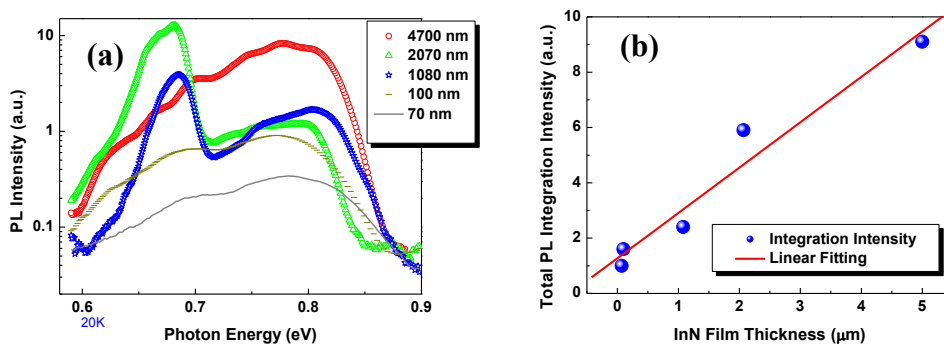 (a)
4700 nm
2070 nm
1080 nm
100 nm
70 nm
PL Intensity (a.u.)
10
1
0.1
0.6
0.7
0.8
0.9
20K
Photon Energy (eV)
(b)
Total PL Integration Intensity (a.u.)
10
8
6
4
2
0
Integration Intensity
Linear Fitting
0
1
2
3
4
5
InN Film Thickness (μm)